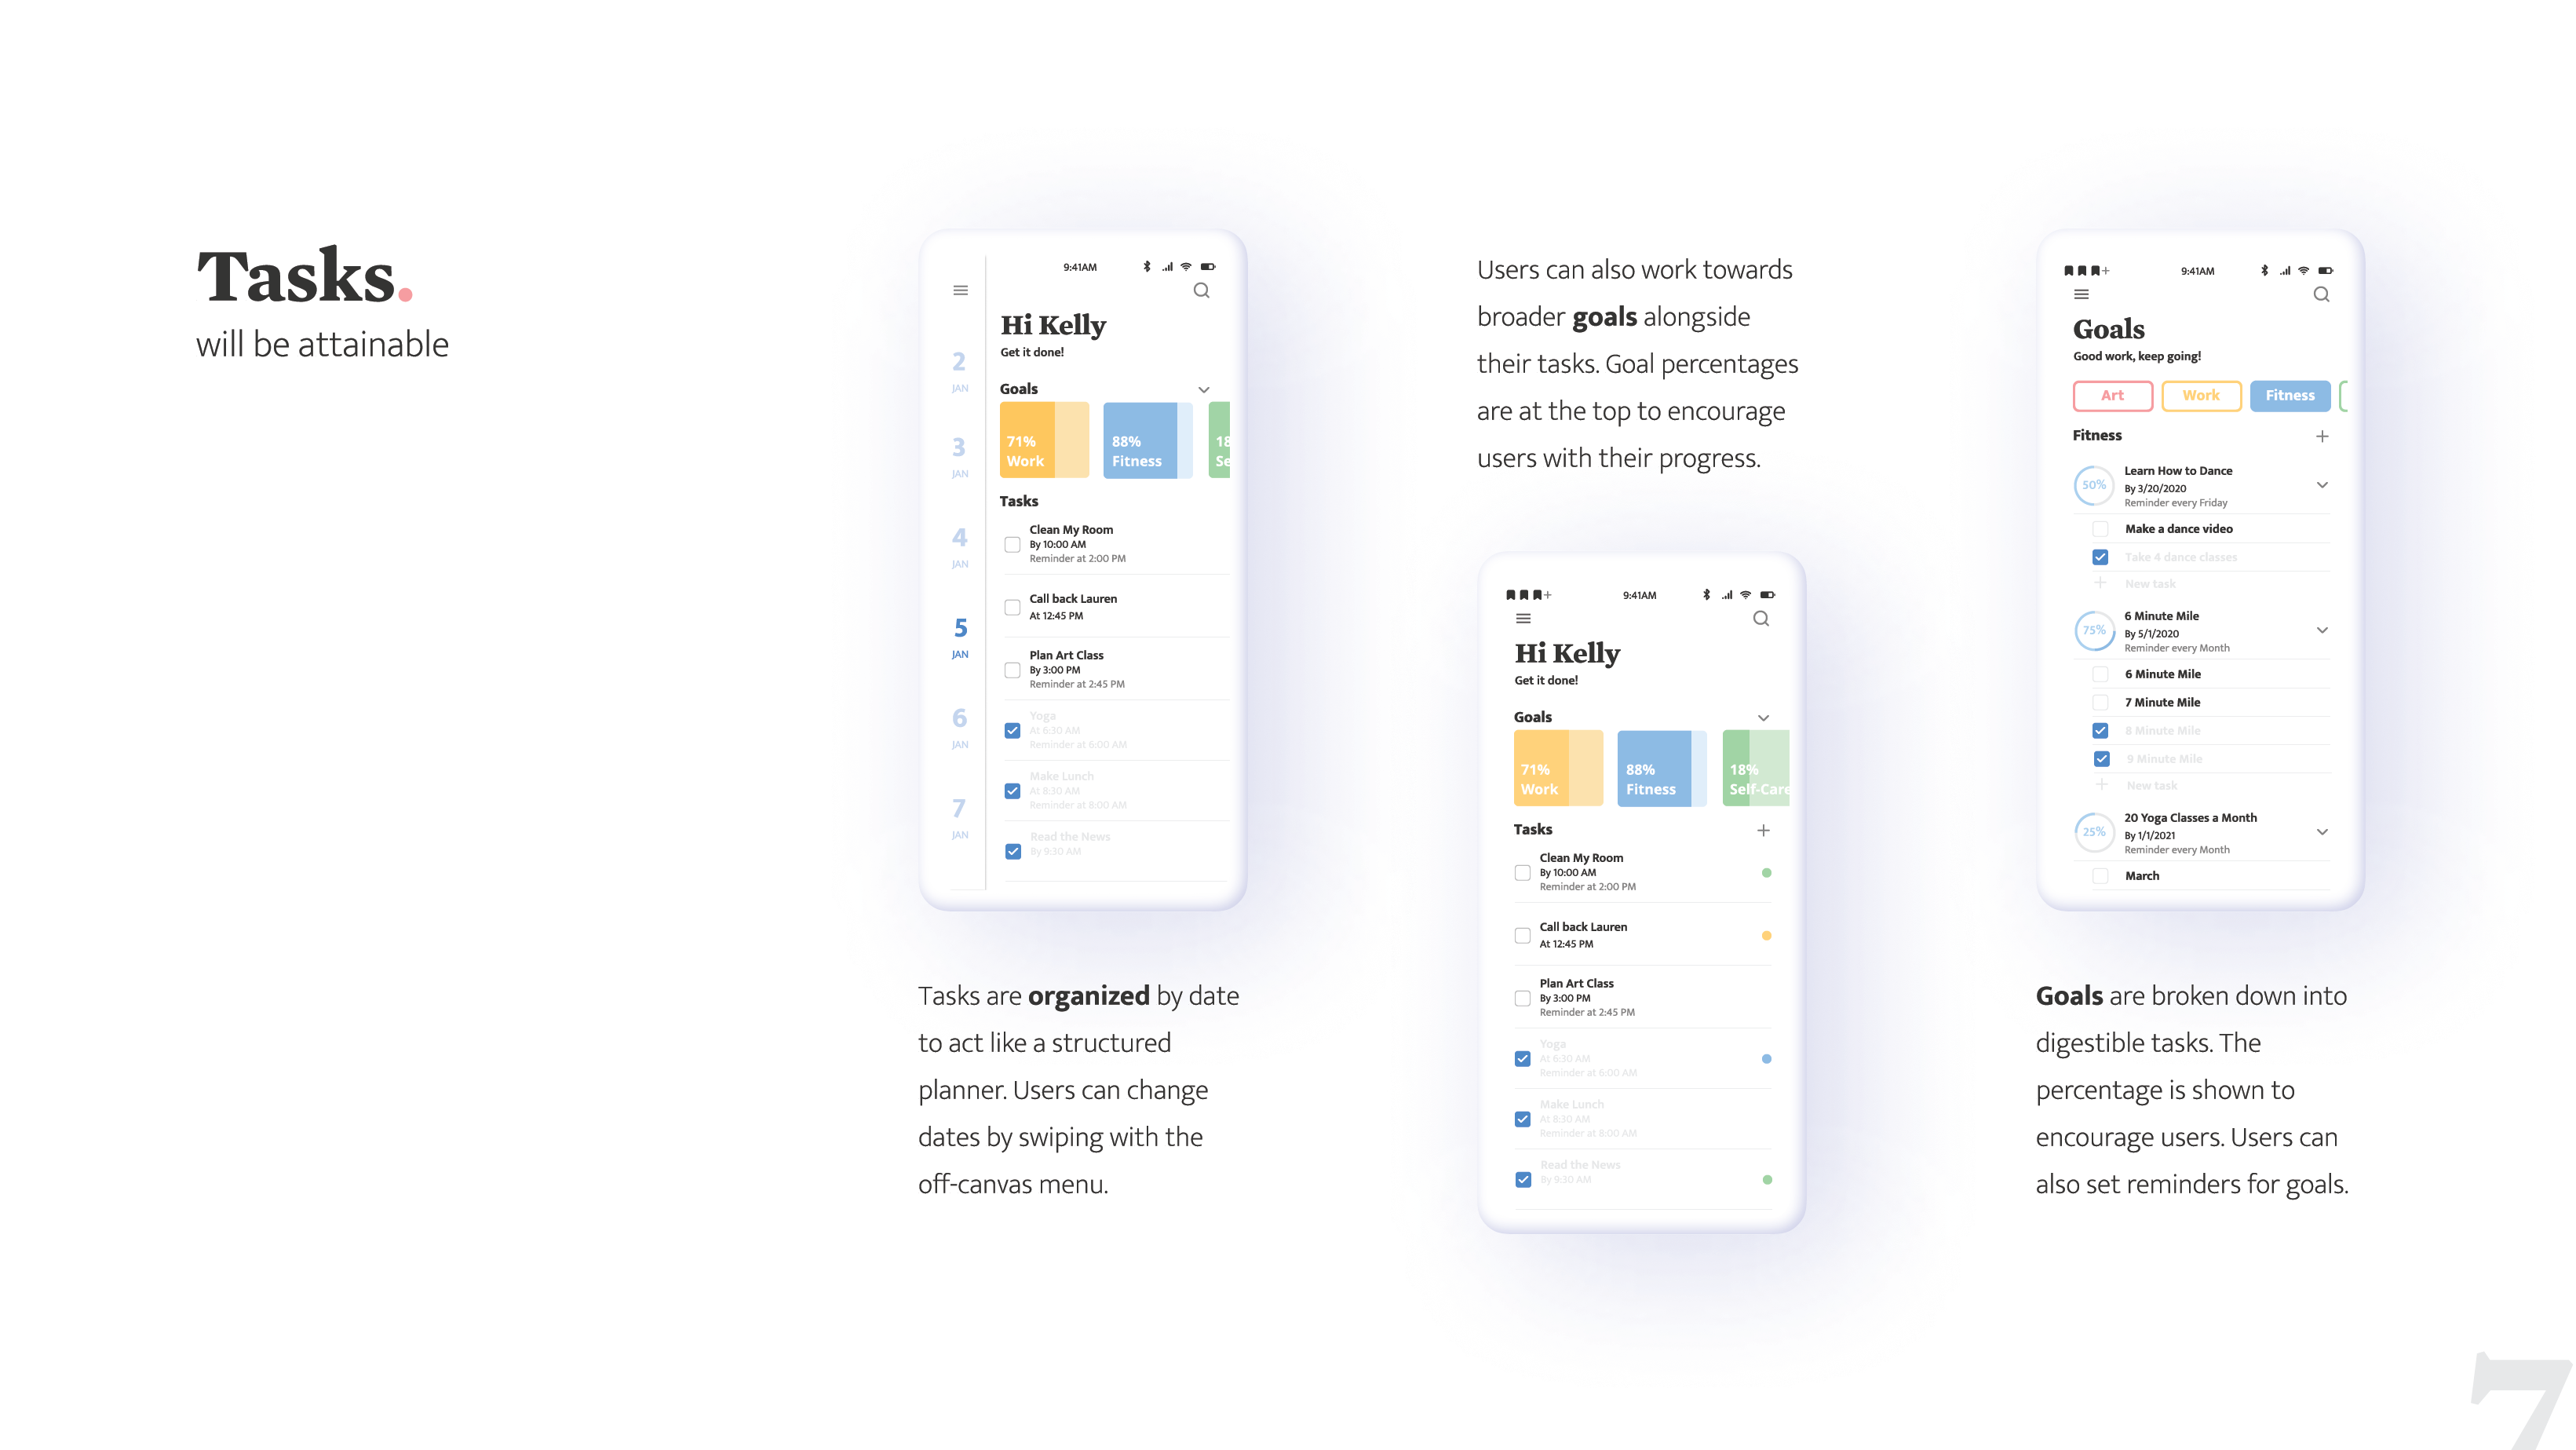 Tasks.
will be attainable
9:41AM
Hi Kelly
Get it done!
2
JAN
3
JAN
4
JAN
5
JAN
6
JAN
7
JAN
Goals
71%
Work
88%
Fitness
18
Se
Tasks
Clean My Room
By 10:00 AM
Reminder at 2:00 PM
Call back Lauren
At 12:45 PM
Plan Art Class
By 3:00 PM
Reminder at 2:45 PM
Yoga
At 6:30 AM
Reminder at 6:00 AM
Make Lunch
At 8:30 AM
Reminder at 8:00 AM
Read the News
By 9:30 AM
Tasks are organized by date
to act like a structured
planner. Users can change
dates by swiping with the
off-canvas menu.
Users can also work towards
broader goals alongside
their tasks. Goal percentages
are at the top to encourage
users with their progress.
9:41AM
Hi Kelly
Get it done!
Goals
71%
Work
88%
Fitness
18%
Self-Care
Tasks
Clean My Room
By 10:00 AM
Reminder at 2:00 PM
Call back Lauren
At 12:45 PM
Plan Art Class
By 3:00 PM
Reminder at 2:45 PM
Yoga
At 6:30 AM
Reminder at 6:00 AM
Make Lunch
At 8:30 AM
Reminder at 8:00 AM
Read the News
By 9:30 AM
9:41AM
Goals
Good work, keep going!
Art Work Fitness
Fitness
50%
Learn How to Dance
By 3/20/2020
Reminder every Friday
Make a dance video
Take 4 dance classes
New task
75%
6 Minute Mile
By 5/1/2020
Reminder every Month
6 Minute Mile
7 Minute Mile
8 Minute Mile
9 Minute Mile
New task
25%
20 Yoga Classes a Month
By 1/1/2021
Reminder every Month
March
Goals are broken down into
digestible tasks. The
percentage is shown to
encourage users. Users can
also set reminders for goals.
7